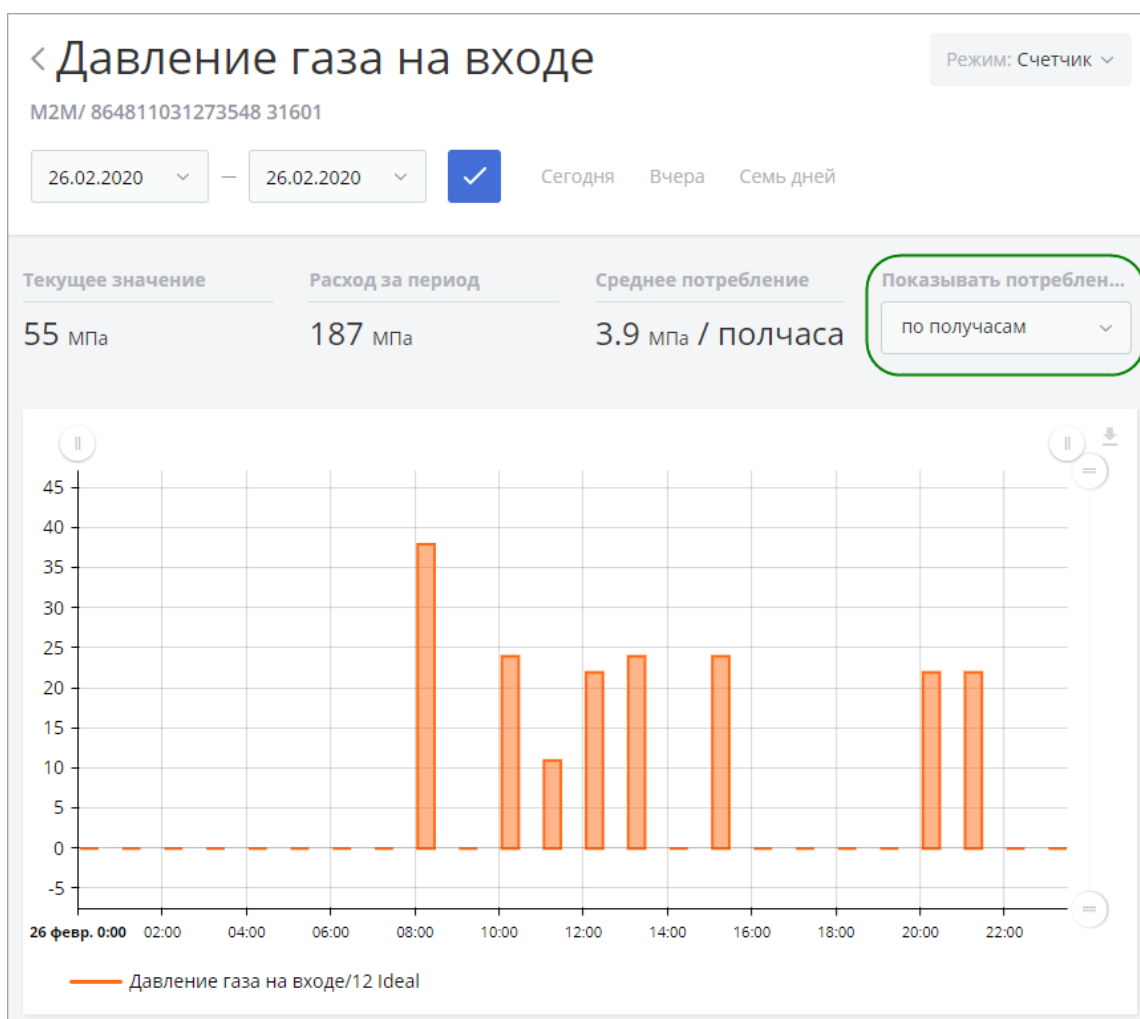 Давление газа на входе
Режим: Счетчик
M2M/ 864811031273548 31601
26.02.2020 — 26.02.2020 Сегодня Вчера Семь дней
Текущее значение Расход за период Среднее потребление Показывать потреблен...
55 МПа 187 МПа 3.9 МПа / полчаса по получасам
45
40
35
30
25
20
15
10
5
0
-5
26 февр. 0:00 02:00 04:00 06:00 08:00 10:00 12:00 14:00 16:00 18:00 20:00 22:00
Давление газа на входе/12 Ideal